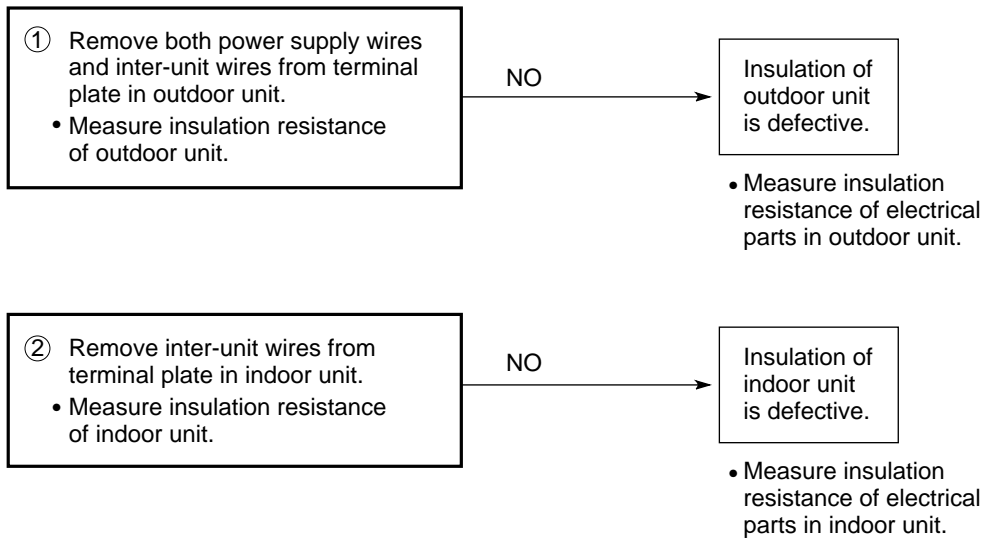 ① Remove both power supply wires
and inter-unit wires from terminal
plate in outdoor unit.
• Measure insulation resistance
of outdoor unit.
NO
Insulation of
outdoor unit
is defective.
• Measure insulation
resistance of electrical
parts in outdoor unit.
② Remove inter-unit wires from
terminal plate in indoor unit.
• Measure insulation resistance
of indoor unit.
NO
Insulation of
indoor unit
is defective.
• Measure insulation
resistance of electrical
parts in indoor unit.